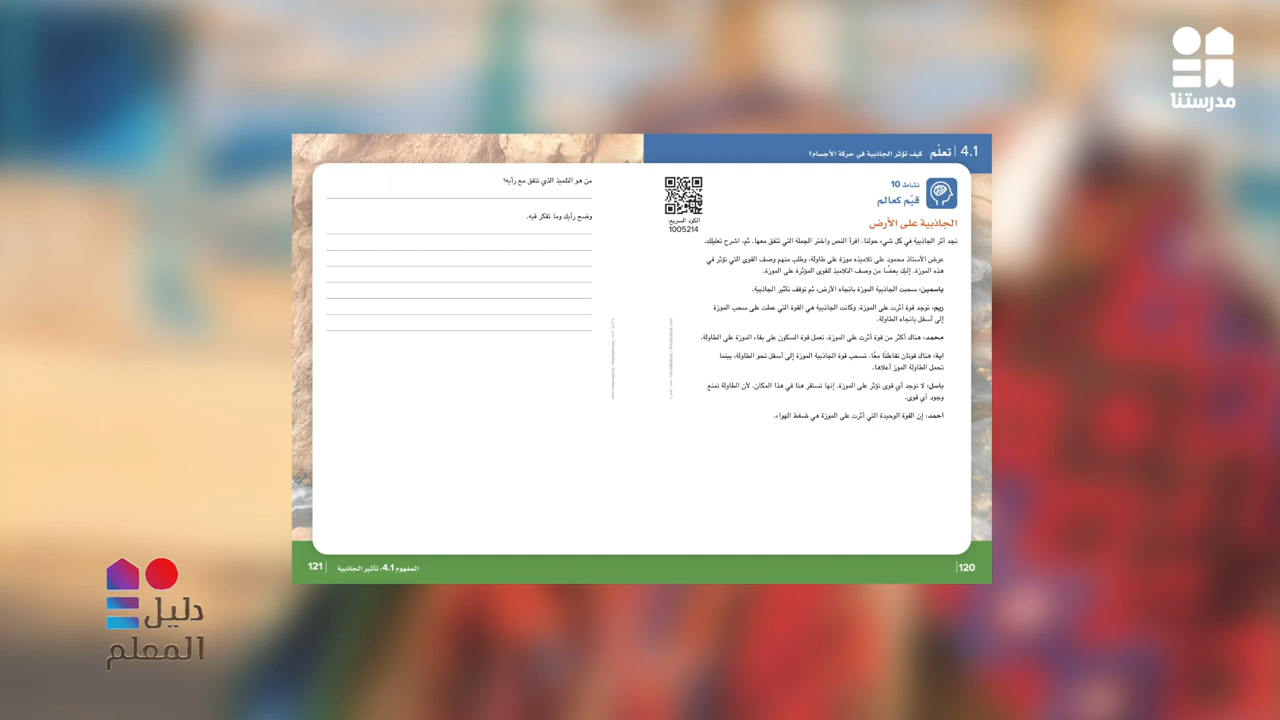 مدرستنا
4.1 | تعلّم كيف تؤثر الجاذبية في حركة الأجسام؟
نشاط 10
قيّم كعالم
الكود السريع:
1005214
الجاذبية على الأرض
نجد أثر الجاذبية في كل شيء حولنا. اقرأ النص واختر الجملة التي تتفق معها. ثم، اشرح تعليلك.
عرض الأستاذ محمود على تلاميذه موزة على طاولة، وطلب منهم وصف القوى التي تؤثر في
هذه الموزة. إليك بعضًا من وصف التلاميذ للقوى المؤثرة على الموزة.
ياسمين: سحبت الجاذبية الموزة باتجاه الأرض، ثم توقف تأثير الجاذبية.
ريم: توجد قوة أثرت على الموزة. وكانت الجاذبية هي القوة التي عملت على سحب الموزة
إلى أسفل باتجاه الطاولة.
محمد: هناك أكثر من قوة أثرت على الموزة. تعمل قوة السكون على بقاء الموزة على الطاولة.
آية: هناك قوتان تفاعلتا معًا. تسحب قوة الجاذبية الموزة إلى أسفل نحو الطاولة، بينما
تحمل الطاولة الموز أعلاها.
باسل: لا توجد أي قوى تؤثر على الموزة. إنها تستقر هنا في هذا المكان، لأن الطاولة تمنع
وجود أي قوى.
أحمد: إن القوة الوحيدة التي أثرت على الموزة هي ضغط الهواء.
120
من هو التلميذ الذي تتفق مع رأيه؟
وضح رأيك وما تفكر فيه.
المفهوم 4.1: تأثير الجاذبية | 121
دليل
المعلم